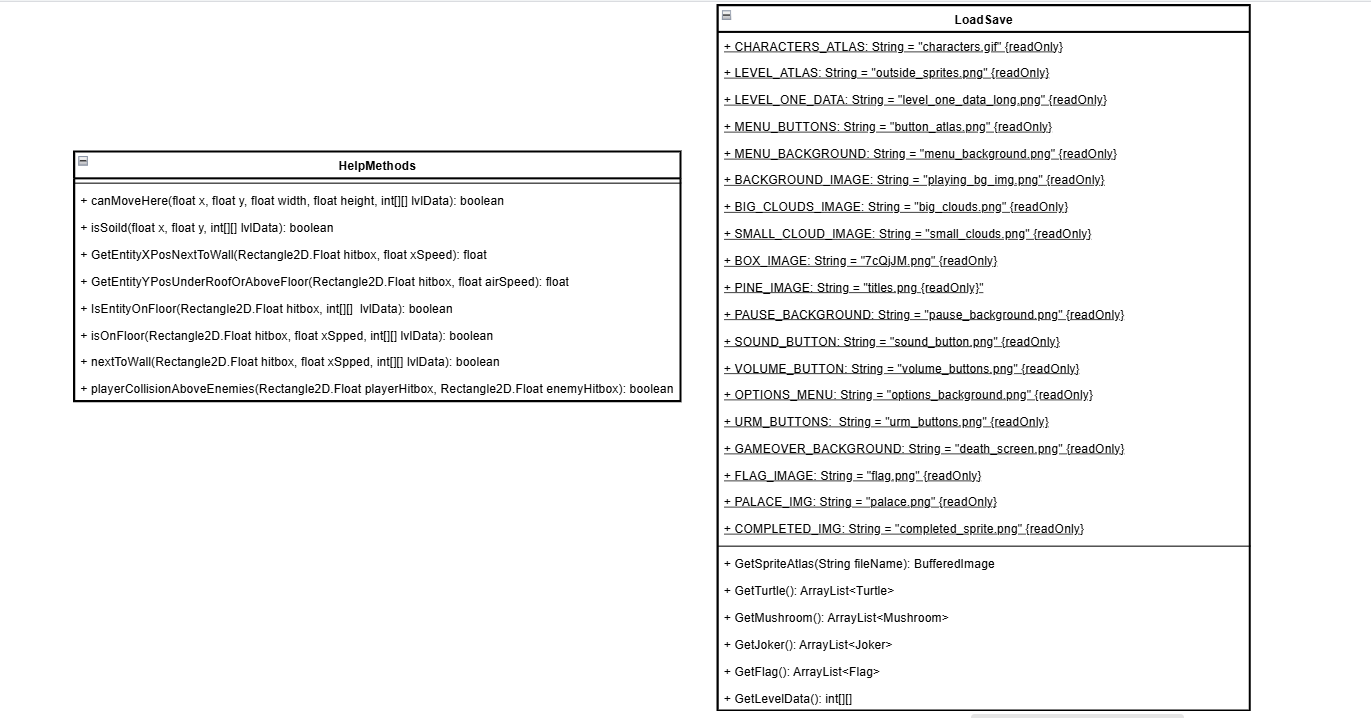 HelpMethods
+ canMoveHere(float x, float y, float width, float height, int[][] lvlData): boolean
+ isSoild(float x, float y, int[][] lvlData): boolean
+ GetEntityXPosNextToWall(Rectangle2D.Float hitbox, float xSpeed): float
+ GetEntityYPosUnderRoofOrAboveFloor(Rectangle2D.Float hitbox, float airSpeed): float
+ IsEntityOnFloor(Rectangle2D.Float hitbox, int[][]  lvlData): boolean
+ isOnFloor(Rectangle2D.Float hitbox, float xSpped, int[][] lvlData): boolean
+ nextToWall(Rectangle2D.Float hitbox, float xSpped, int[][] lvlData): boolean
+ playerCollisionAboveEnemies(Rectangle2D.Float playerHitbox, Rectangle2D.Float enemyHitbox): boolean
LoadSave
+ CHARACTERS_ATLAS: String = "characters.gif" {readOnly}
+ LEVEL_ATLAS: String = "outside_sprites.png" {readOnly}
+ LEVEL_ONE_DATA: String = "level_one_data_long.png" {readOnly}
+ MENU_BUTTONS: String = "button_atlas.png" {readOnly}
+ MENU_BACKGROUND: String = "menu_background.png" {readOnly}
+ BACKGROUND_IMAGE: String = "playing_bg_img.png" {readOnly}
+ BIG_CLOUDS_IMAGE: String = "big_clouds.png" {readOnly}
+ SMALL_CLOUD_IMAGE: String = "small_clouds.png" {readOnly}
+ BOX_IMAGE: String = "7cQjJM.png" {readOnly}
+ PINE_IMAGE: String = "titles.png {readOnly}"
+ PAUSE_BACKGROUND: String = "pause_background.png" {readOnly}
+ SOUND_BUTTON: String = "sound_button.png" {readOnly}
+ VOLUME_BUTTON: String = "volume_buttons.png" {readOnly}
+ OPTIONS_MENU: String = "options_background.png" {readOnly}
+ URM_BUTTONS:  String = "urm_buttons.png" {readOnly}
+ GAMEOVER_BACKGROUND: String = "death_screen.png" {readOnly}
+ FLAG_IMAGE: String = "flag.png" {readOnly}
+ PALACE_IMG: String = "palace.png" {readOnly}
+ COMPLETED_IMG: String = "completed_sprite.png" {readOnly}
+ GetSpriteAtlas(String fileName): BufferedImage
+ GetTurtle(): ArrayList<Turtle>
+ GetMushroom(): ArrayList<Mushroom>
+ GetJoker(): ArrayList<Joker>
+ GetFlag(): ArrayList<Flag>
+ GetLevelData(): int[][]